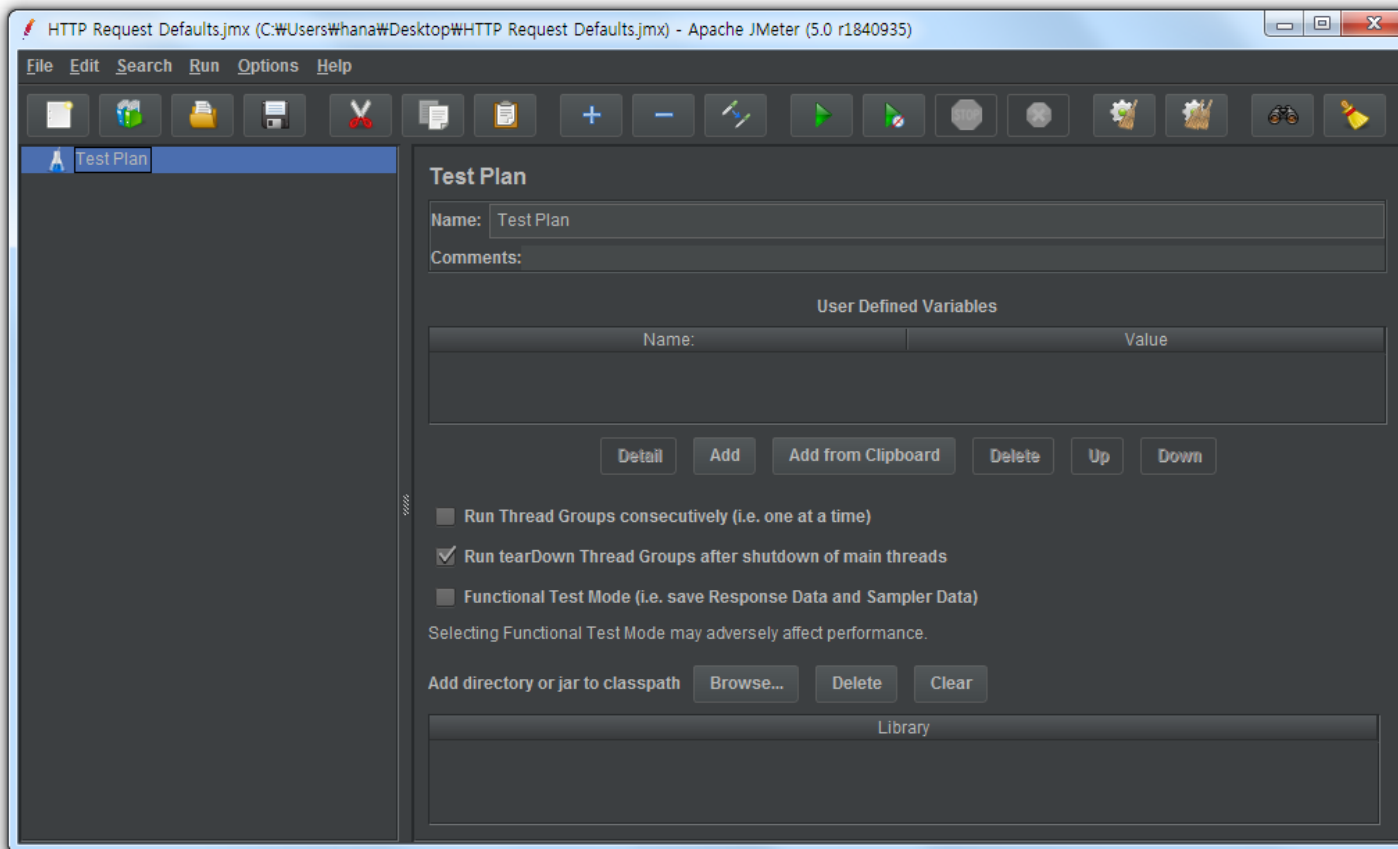 HTTP Request Defaults.jmx (C:₩Users₩hana₩Desktop₩HTTP Request Defaults.jmx) - Apache JMeter (5.0 r1840935)
File Edit Search Run Options Help
STOP
Test Plan
Test Plan
Name: Test Plan
Comments:
User Defined Variables
Name: Value
Detail Add Add from Clipboard Delete Up Down
Run Thread Groups consecutively (i.e. one at a time)
Run tearDown Thread Groups after shutdown of main threads
Functional Test Mode (i.e. save Response Data and Sampler Data)
Selecting Functional Test Mode may adversely affect performance.
Add directory or jar to classpath Browse... Delete Clear
Library